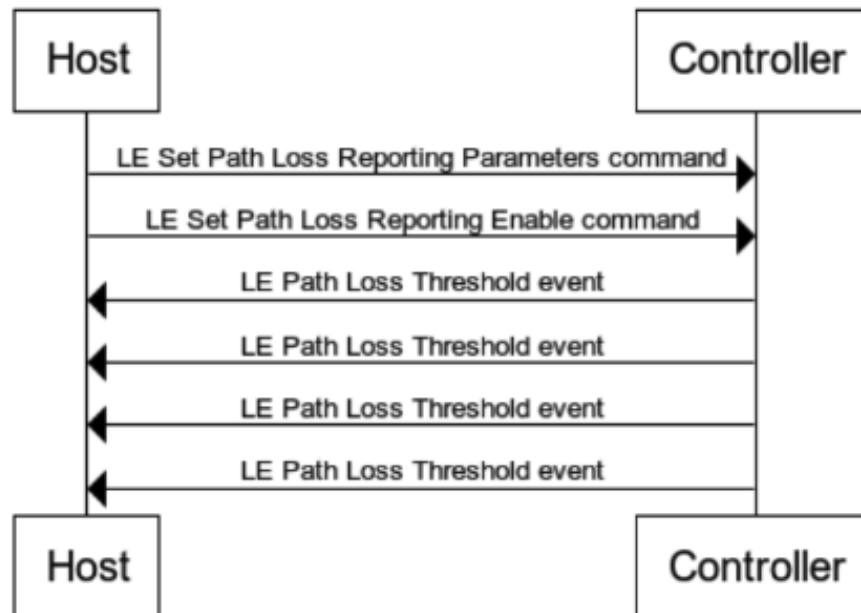 Host
Controller
LE Set Path Loss Reporting Parameters command
LE Set Path Loss Reporting Enable command
LE Path Loss Threshold event
LE Path Loss Threshold event
LE Path Loss Threshold event
LE Path Loss Threshold event
Host
Controller